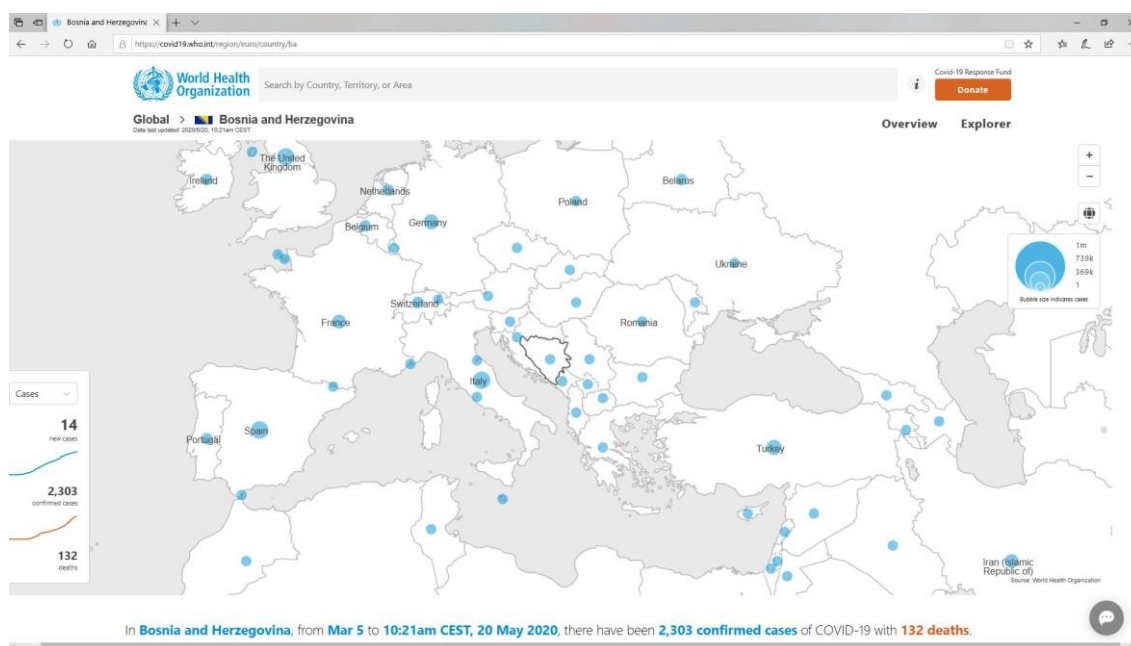 Bosnia and Herzegovina
https://covid19.who.int/region/euro/country/ba
World Health
Organization
Search by Country, Territory, or Area
i
Covid-19 Response Fund
Donate
Global > Bosnia and Herzegovina
Data last updated: 2020/5/20, 10:21am CEST
Overview Explorer
The United
Kingdom
Ireland
Netherlands
Belarus
Poland
Belgium
Germany
Ukraine
Switzerland
France
Romania
Italy
Portugal
Spain
Turkey
Iran (Islamic
Republic of)
+
−
1m
739k
369k
1
Bubble size indicates cases
Cases
14
new cases
2,303
confirmed cases
132
deaths
Source: World Health Organization
In Bosnia and Herzegovina, from Mar 5 to 10:21am CEST, 20 May 2020, there have been 2,303 confirmed cases of COVID-19 with 132 deaths.